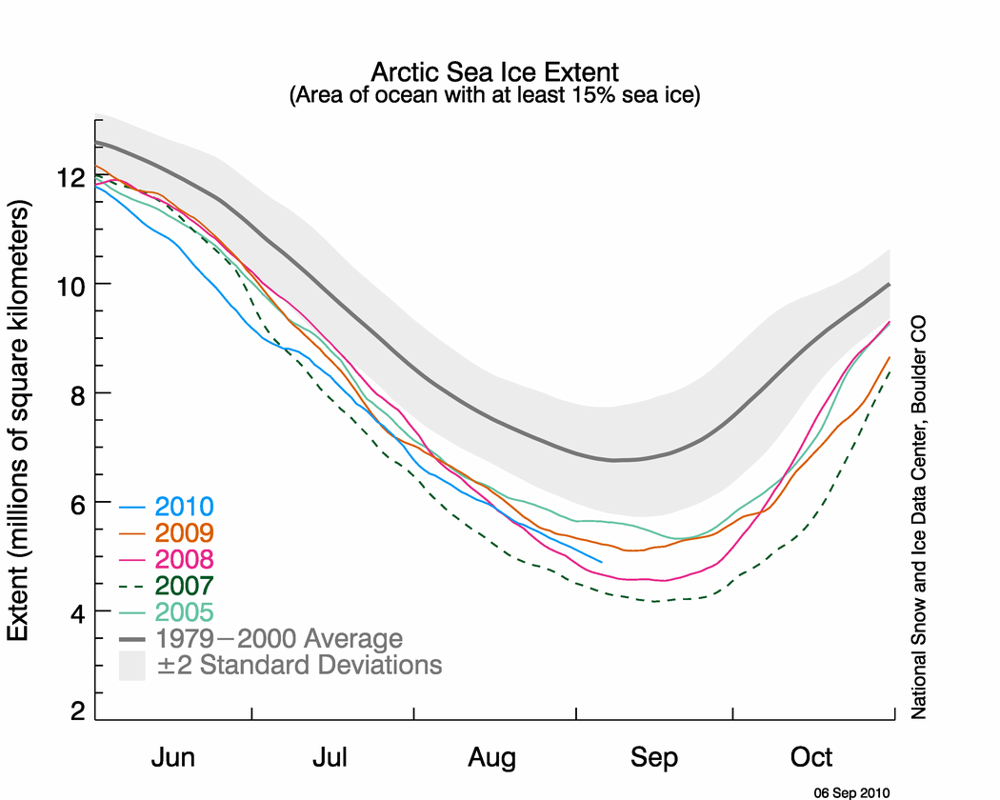 Arctic Sea Ice Extent
(Area of ocean with at least 15% sea ice)
Extent (millions of square kilometers)
12
10
8
6
4
2
2010
2009
2008
2007
2005
1979−2000 Average
±2 Standard Deviations
Jun
Jul
Aug
Sep
Oct
National Snow and Ice Data Center, Boulder CO
06 Sep 2010